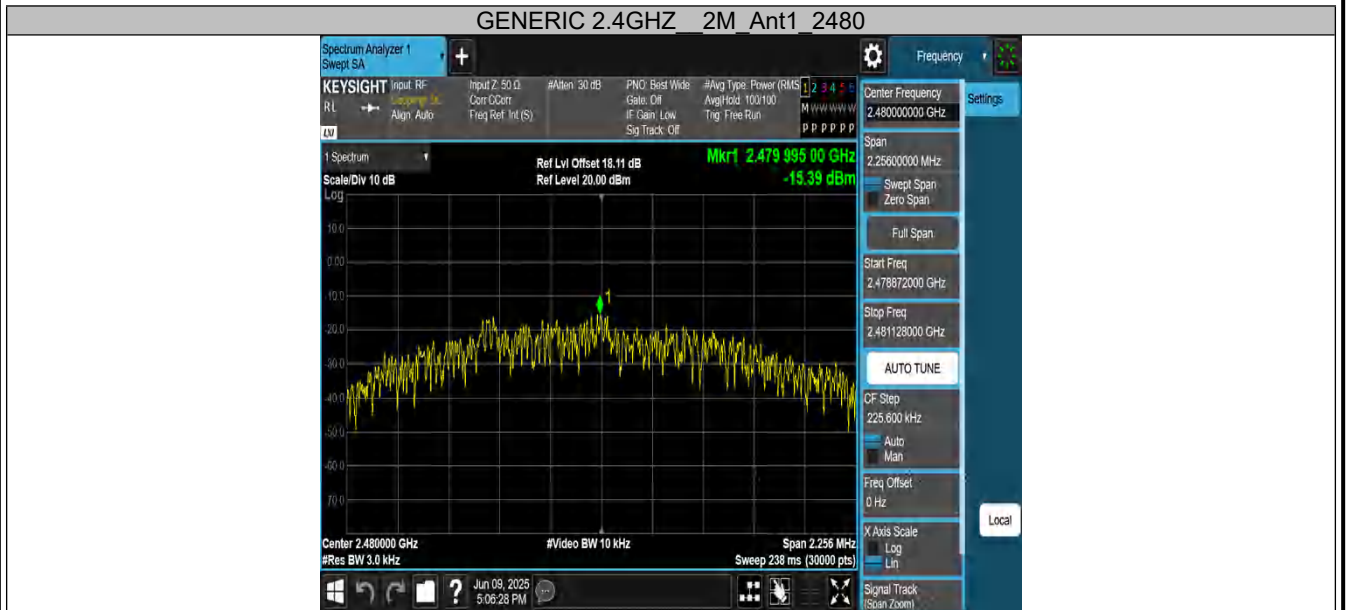 GENERIC 2.4GHZ__2M_Ant1_2480
Spectrum Analyzer 1
Swept SA
+
Frequency
KEYSIGHT
RL
LXI
Input: RF
Align: Auto
Input Z: 50 Ω
Corr CCorr
Freq Ref: Int (S)
#Atten: 30 dB
PNO: Best Wide
Gate: Off
IF Gain: Low
Sig Track: Off
#Avg Type: Power (RMS
Avg|Hold: 100/100
Trig: Free Run
1 2 3 4 5 6
M W W W W W
P P P P P P
Center Frequency
2.480000000 GHz
Settings
Span
2.25600000 MHz
Swept Span
Zero Span
Full Span
Start Freq
2.478872000 GHz
Stop Freq
2.481128000 GHz
AUTO TUNE
CF Step
225.600 kHz
Auto
Man
Freq Offset
0 Hz
X Axis Scale
Log
Lin
Signal Track
(Span Zoom)
Local
1 Spectrum
Scale/Div 10 dB
Log
Ref Lvl Offset 18.11 dB
Ref Level 20.00 dBm
Mkr1 2.479 995 00 GHz
-15.39 dBm
10.0
0.00
-10.0
-20.0
-30.0
-40.0
-50.0
-60.0
-70.0
1
Center 2.480000 GHz
#Res BW 3.0 kHz
#Video BW 10 kHz
Span 2.256 MHz
Sweep 238 ms (30000 pts)
?
Jun 09, 2025
5:06:28 PM